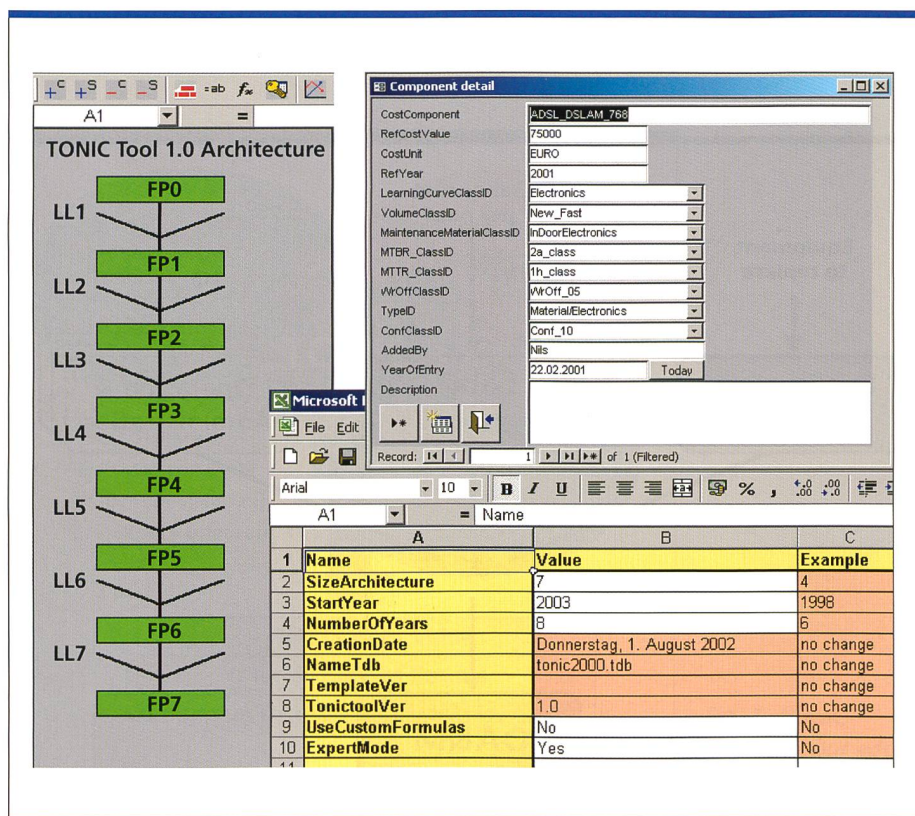 +C +S -C -S =ab fx
A1 =
TONIC Tool 1.0 Architecture
FP0
LL1
FP1
LL2
FP2
LL3
FP3
LL4
FP4
LL5
FP5
LL6
FP6
LL7
FP7
Component detail
CostComponent ADSL_DSLAM_768
RefCostValue 75000
CostUnit EURO
RefYear 2001
LearningCurveClassID Electronics
VolumeClassID New_Fast
MaintenanceMaterialClassID InDoorElectronics
MTBR_ClassID 2a_class
MTTR_ClassID 1h_class
WrOffClassID WrOff_05
TypeID Material/Electronics
ConfClassID Conf_10
AddedBy Nils
YearOfEntry 22.02.2001 Today
Description
Record: 1 of 1 (Filtered)
Microsoft
File Edit
Arial 10 B I U % ,
A1 = Name
A B C
1 Name Value Example
2 SizeArchitecture 7 4
3 StartYear 2003 1998
4 NumberOfYears 8 6
5 CreationDate Donnerstag, 1. August 2002 no change
6 NameTdb tonic2000.tdb no change
7 TemplateVer no change
8 TonictoolVer 1.0 no change
9 UseCustomFormulas No No
10 ExpertMode Yes No